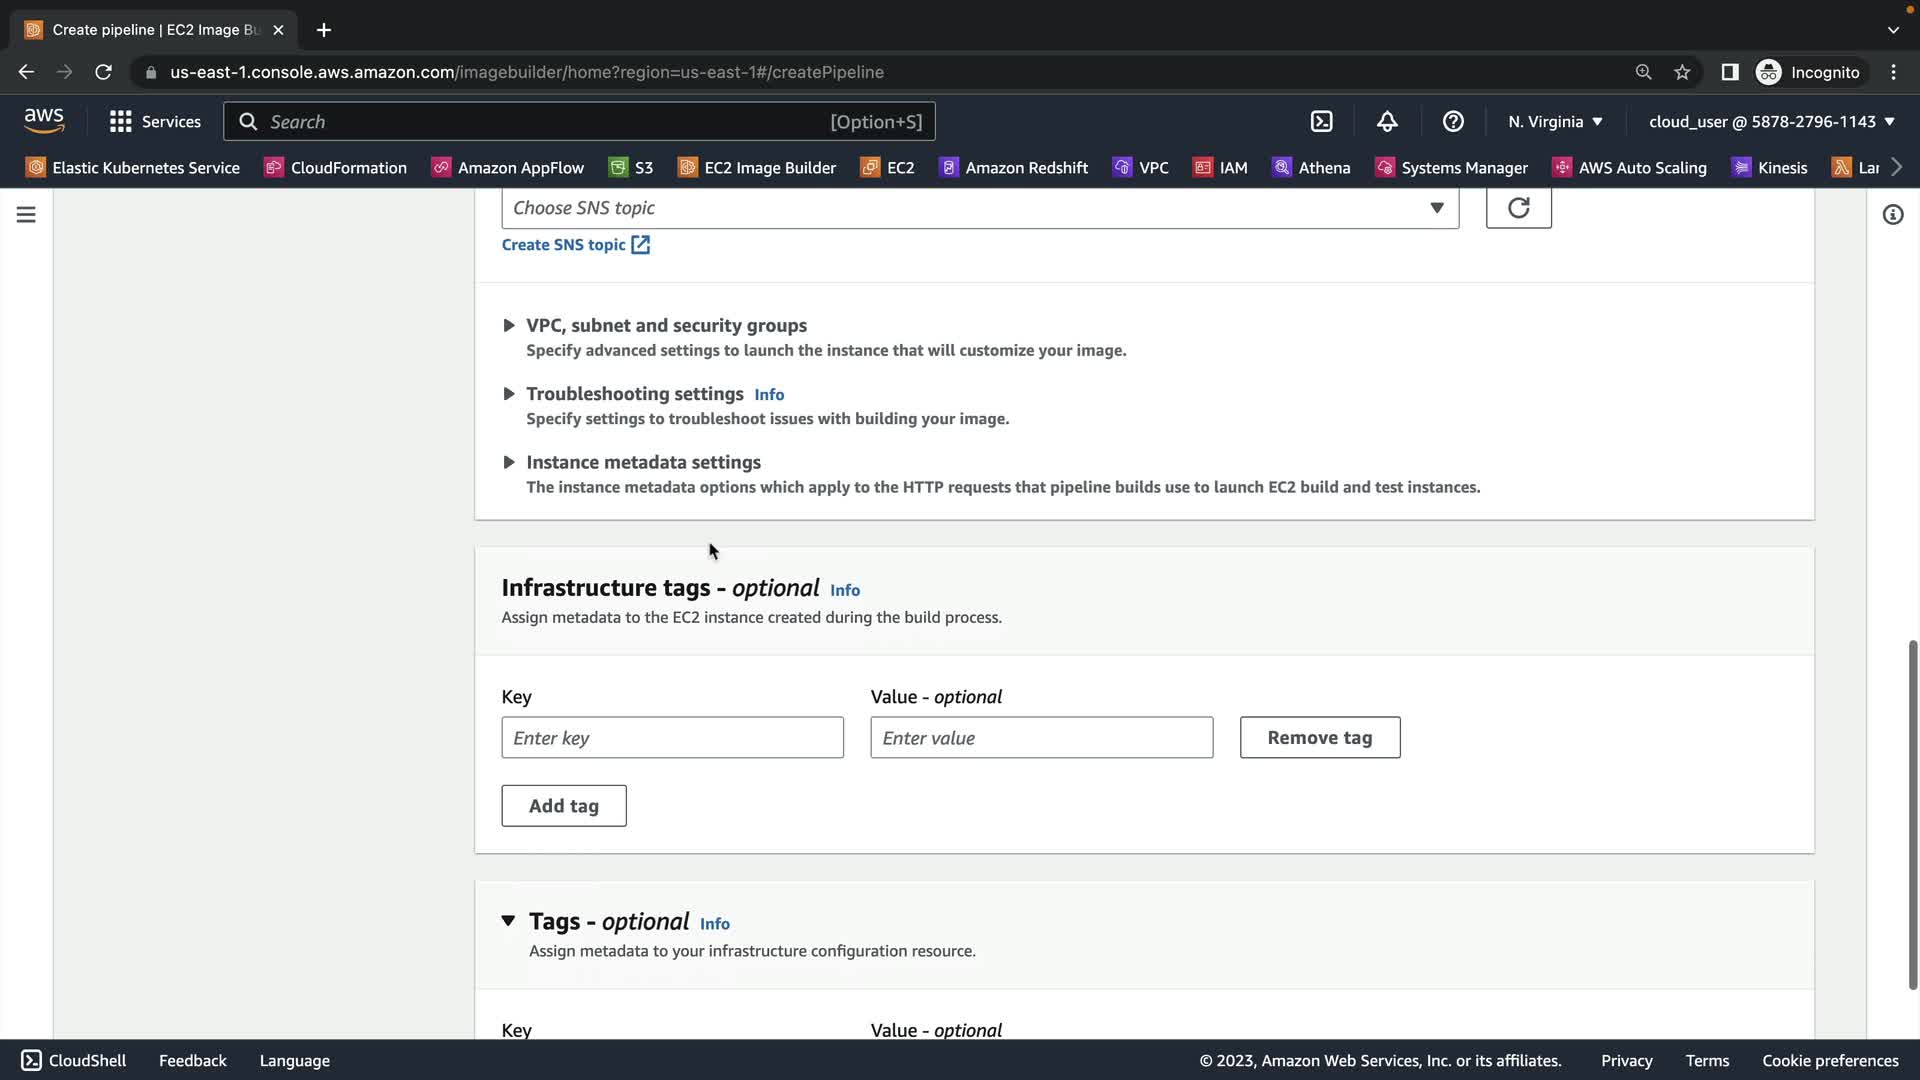 Create pipeline | EC2 Image Bu
us-east-1.console.aws.amazon.com/imagebuilder/home?region=us-east-1#/createPipeline
Incognito
aws
Services
Search
[Option+S]
N. Virginia
cloud_user @ 5878-2796-1143
Elastic Kubernetes Service
CloudFormation
Amazon AppFlow
S3
EC2 Image Builder
EC2
Amazon Redshift
VPC
IAM
Athena
Systems Manager
AWS Auto Scaling
Kinesis
Lar
Choose SNS topic
Create SNS topic
VPC, subnet and security groups
Specify advanced settings to launch the instance that will customize your image.
Troubleshooting settings Info
Specify settings to troubleshoot issues with building your image.
Instance metadata settings
The instance metadata options which apply to the HTTP requests that pipeline builds use to launch EC2 build and test instances.
Infrastructure tags - optional Info
Assign metadata to the EC2 instance created during the build process.
Key
Value - optional
Enter key
Enter value
Remove tag
Add tag
Tags - optional Info
Assign metadata to your infrastructure configuration resource.
Key
Value - optional
CloudShell
Feedback
Language
© 2023, Amazon Web Services, Inc. or its affiliates.
Privacy
Terms
Cookie preferences